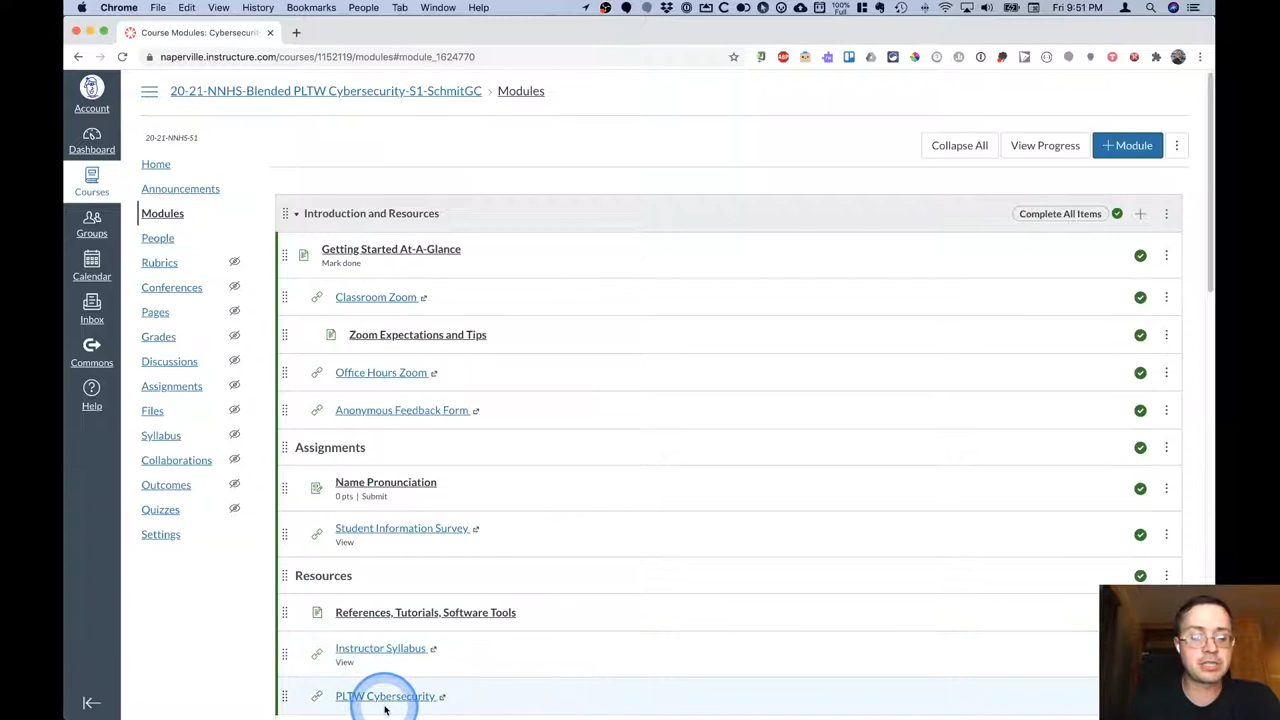 Chrome File Edit View History Bookmarks People Tab Window Help 100% Full Fri 9:51 PM
Course Modules: Cybersecurity
naperville.instructure.com/courses/1152119/modules#module_1624770
20-21-NNHS-Blended PLTW Cybersecurity-S1-SchmitGC > Modules
Account
Dashboard
Courses
Groups
Calendar
Inbox
Commons
Help
20-21-NNHS-S1
Home
Announcements
Modules
People
Rubrics
Conferences
Pages
Grades
Discussions
Assignments
Files
Syllabus
Collaborations
Outcomes
Quizzes
Settings
Collapse All View Progress + Module
Introduction and Resources Complete All Items
Getting Started At-A-Glance
Mark done
Classroom Zoom
Zoom Expectations and Tips
Office Hours Zoom
Anonymous Feedback Form
Assignments
Name Pronunciation
0 pts | Submit
Student Information Survey
View
Resources
References, Tutorials, Software Tools
Instructor Syllabus
View
PLTW Cybersecurity